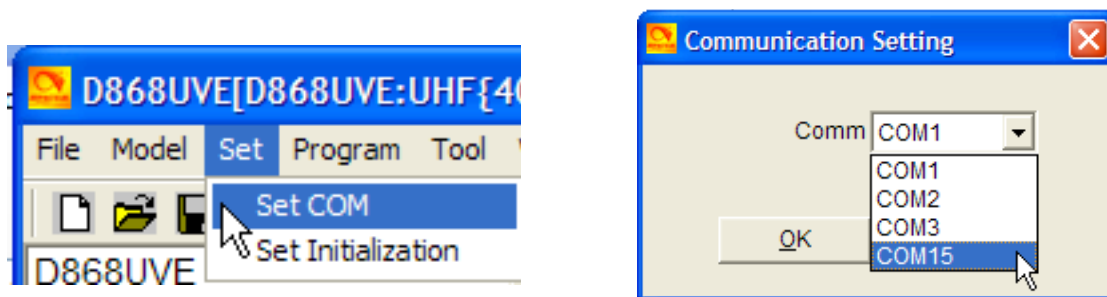 D868UVE[D868UVE:UHF{40
File Model Set Program Tool
Set COM
Set Initialization
D868UVE
Communication Setting
Comm COM1
COM1
COM2
COM3
COM15
OK